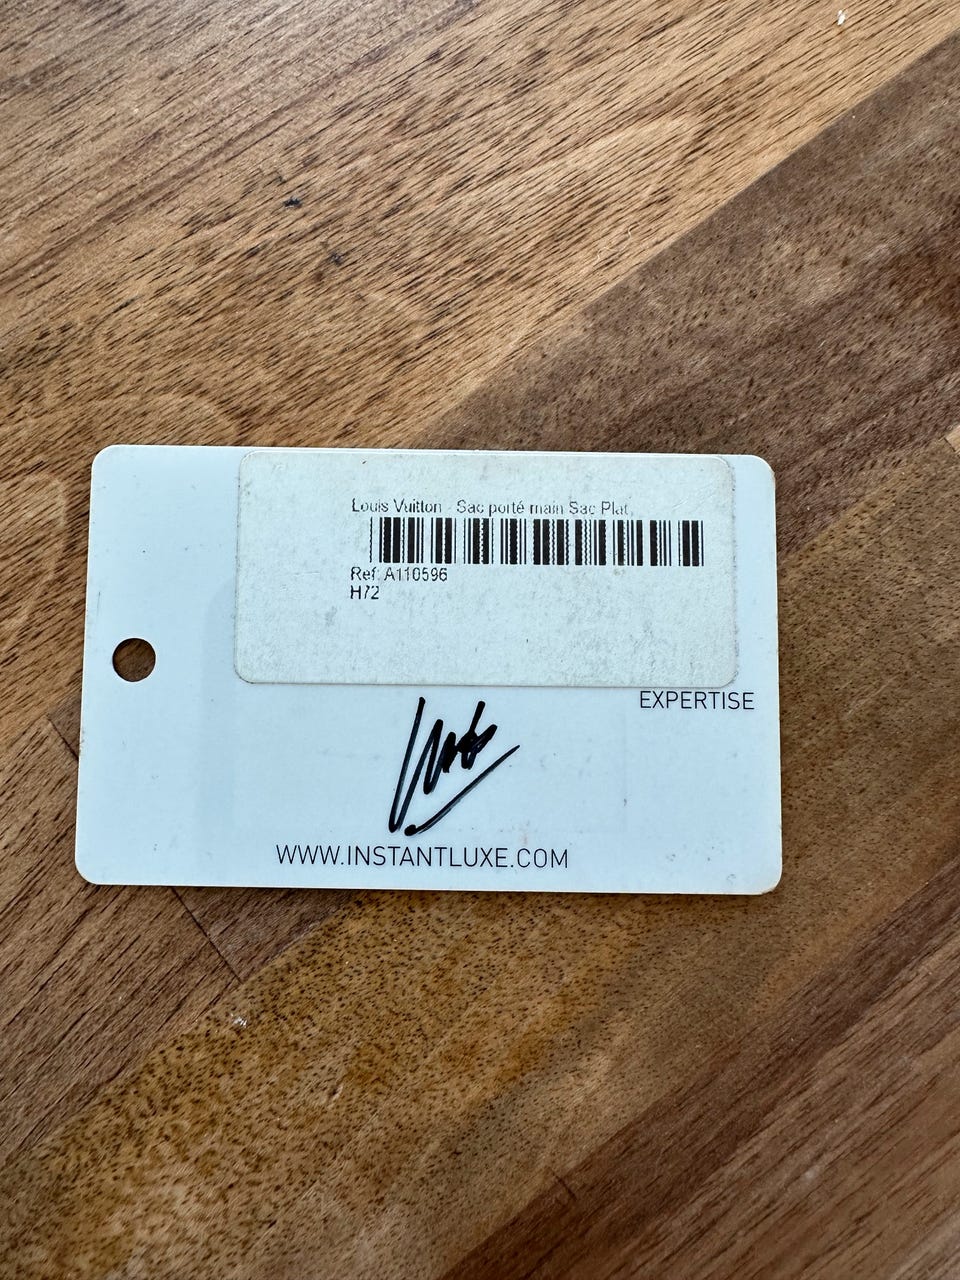 Louis Vuitton - Sac porté main Sac Plat
Ref: A110596
H72
EXPERTISE
WWW.INSTANTLUXE.COM